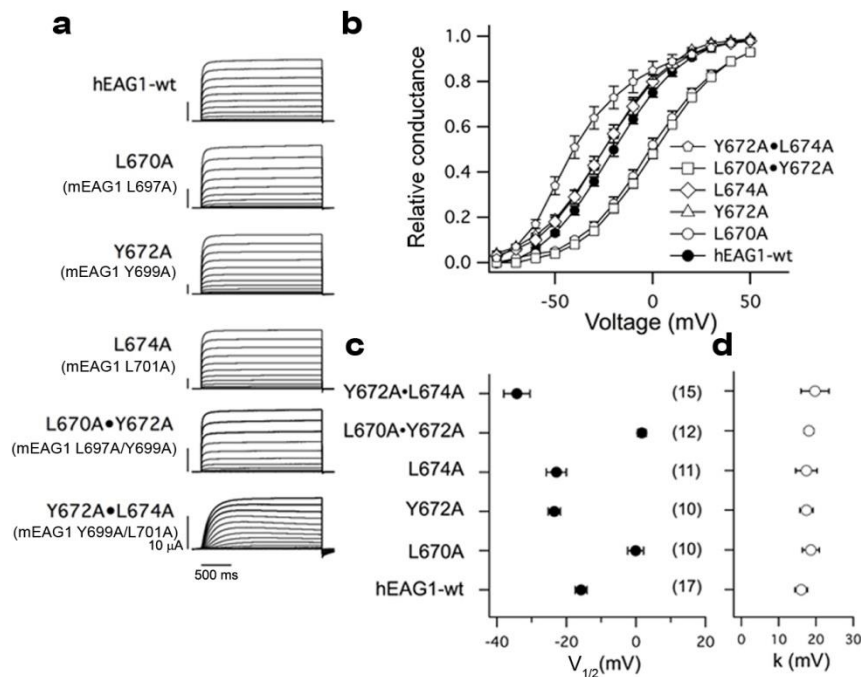 a
hEAG1-wt
L670A
(mEAG1 L697A)
Y672A
(mEAG1 Y699A)
L674A
(mEAG1 L701A)
L670A•Y672A
(mEAG1 L697A/Y699A)
Y672A•L674A
(mEAG1 Y699A/L701A)
10 µA
500 ms
b
Relative conductance
1.0
0.8
0.6
0.4
0.2
0.0
-50
0
50
Voltage (mV)
Y672A•L674A
L670A•Y672A
L674A
Y672A
L670A
hEAG1-wt
c
Y672A•L674A
(15)
L670A•Y672A
(12)
L674A
(11)
Y672A
(10)
L670A
(10)
hEAG1-wt
(17)
-40
-20
0
20
V1/2(mV)
d
0
10
20
30
k (mV)